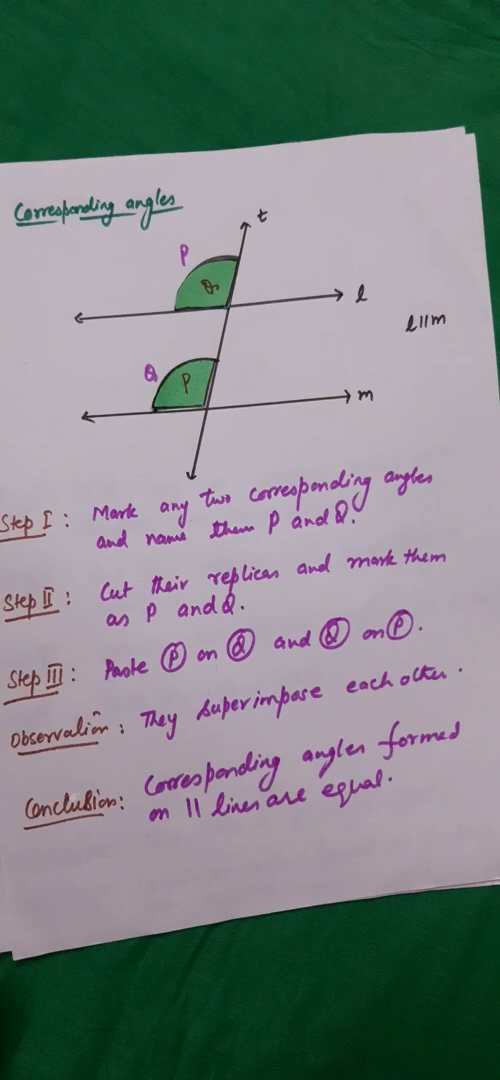 Corresponding angles
t
P
Q
l
l||m
Q
P
m
Step I : Mark any two corresponding angles
and name them P and Q.
Step II : Cut their replicas and mark them
as P and Q.
Step III : Paste Ⓟ on Ⓠ and Ⓠ on Ⓟ.
Observation : They superimpose each other.
Conclusion : Corresponding angles formed
on || lines are equal.